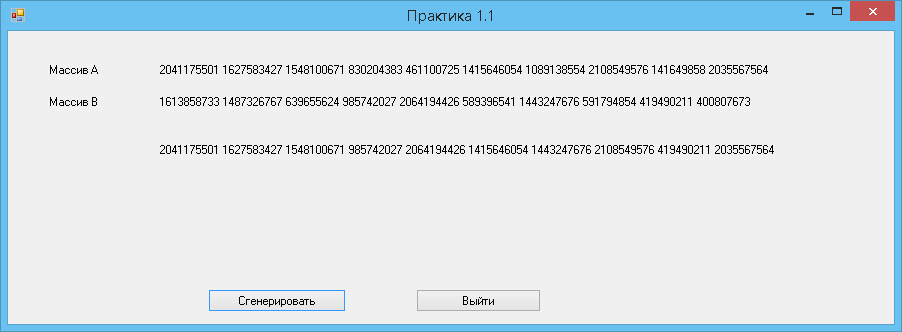 Практика 1.1
Массив А 2041175501 1627583427 1548100671 830204383 461100725 1415646054 1089138554 2108549576 141649858 2035567564
Массив В 1613858733 1487326767 639655624 985742027 2064194426 589396541 1443247676 591794854 419490211 400807673
2041175501 1627583427 1548100671 985742027 2064194426 1415646054 1443247676 2108549576 419490211 2035567564
Сгенерировать Выйти